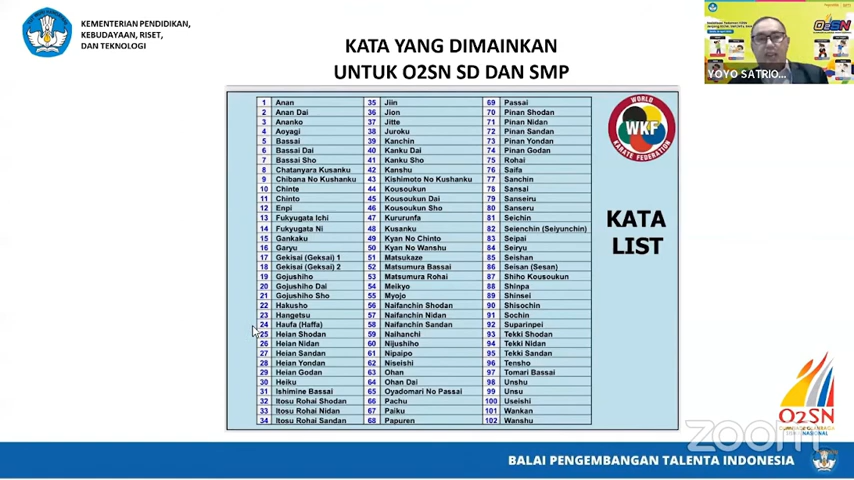 KEMENTERIAN PENDIDIKAN,
KEBUDAYAAN, RISET,
DAN TEKNOLOGI
KATA YANG DIMAINKAN
UNTUK O2SN SD DAN SMP
O2SN
YOYO SATRIO...
1 Anan 35 Jiin 69 Passai
2 Anan Dai 36 Jion 70 Pinan Shodan
3 Ananko 37 Jitte 71 Pinan Nidan
4 Aoyagi 38 Juroku 72 Pinan Sandan
5 Bassai 39 Kanchin 73 Pinan Yondan
6 Bassai Dai 40 Kanku Dai 74 Pinan Godan
7 Bassai Sho 41 Kanku Sho 75 Rohai
8 Chatanyara Kusanku 42 Kanshu 76 Saifa
9 Chibana No Kushanku 43 Kishimoto No Kushanku 77 Sanchin
10 Chinte 44 Kousoukun 78 Sansai
11 Chinto 45 Kousoukun Dai 79 Sanseiru
12 Enpi 46 Kousoukun Sho 80 Sanseru
13 Fukyugata Ichi 47 Kururunfa 81 Seichin
14 Fukyugata Ni 48 Kusanku 82 Seienchin (Seiyunchin)
15 Gankaku 49 Kyan No Chinto 83 Seipai
16 Garyu 50 Kyan No Wanshu 84 Seiryu
17 Gekisai (Geksai) 1 51 Matsukaze 85 Seishan
18 Gekisai (Geksai) 2 52 Matsumura Bassai 86 Seisan (Sesan)
19 Gojushiho 53 Matsumura Rohai 87 Shiho Kousoukun
20 Gojushiho Dai 54 Meikyo 88 Shinpa
21 Gojushiho Sho 55 Myojo 89 Shinsei
22 Hakusho 56 Naifanchin Shodan 90 Shisochin
23 Hangetsu 57 Naifanchin Nidan 91 Sochin
24 Haufa (Haffa) 58 Naifanchin Sandan 92 Suparinpei
25 Heian Shodan 59 Naihanchi 93 Tekki Shodan
26 Heian Nidan 60 Nijushiho 94 Tekki Nidan
27 Heian Sandan 61 Nipaipo 95 Tekki Sandan
28 Heian Yondan 62 Niseishi 96 Tensho
29 Heian Godan 63 Ohan 97 Tomari Bassai
30 Heiku 64 Ohan Dai 98 Unshu
31 Ishimine Bassai 65 Oyadomari No Passai 99 Unsu
32 Itosu Rohai Shodan 66 Pachu 100 Useishi
33 Itosu Rohai Nidan 67 Paiku 101 Wankan
34 Itosu Rohai Sandan 68 Papuren 102 Wanshu
WORLD
WKF
KARATE FEDERATION
KATA
LIST
O2SN
zoom
BALAI PENGEMBANGAN TALENTA INDONESIA